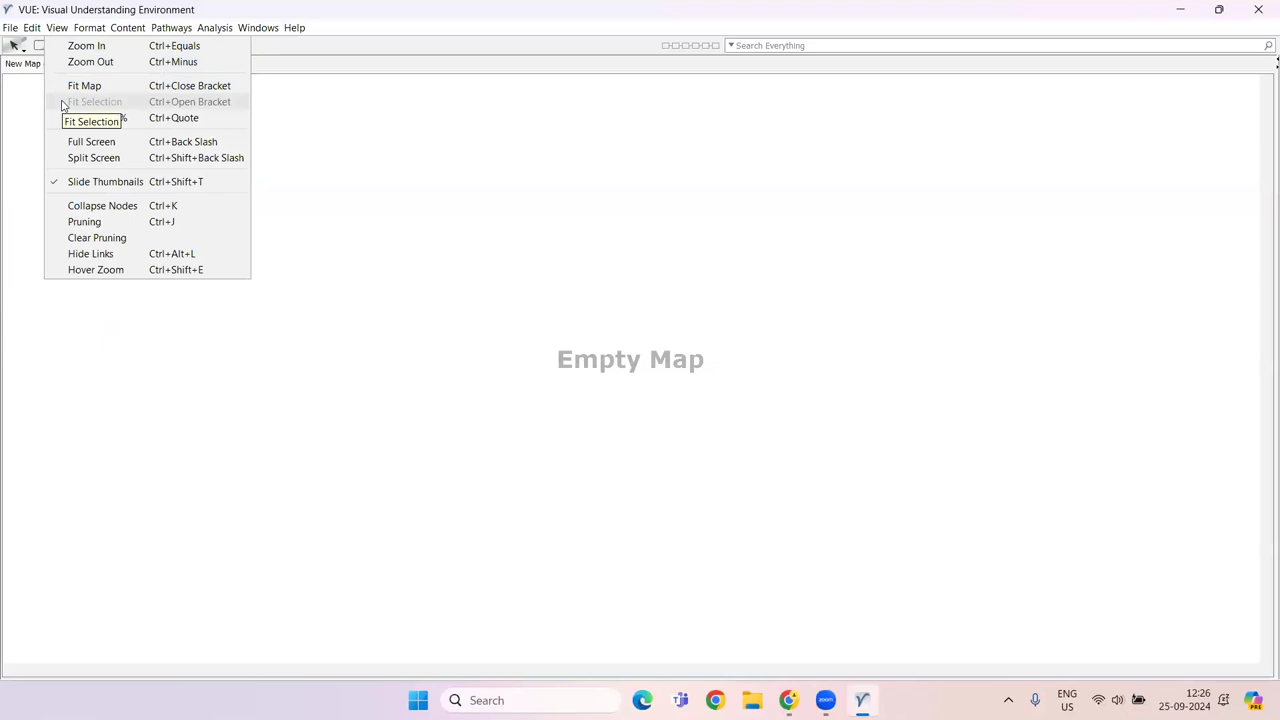 VUE: Visual Understanding Environment
File Edit View Format Content Pathways Analysis Windows Help
Search Everything
New Map
Zoom In Ctrl+Equals
Zoom Out Ctrl+Minus
Fit Map Ctrl+Close Bracket
Fit Selection Ctrl+Open Bracket
Fit Selection
% Ctrl+Quote
Full Screen Ctrl+Back Slash
Split Screen Ctrl+Shift+Back Slash
Slide Thumbnails Ctrl+Shift+T
Collapse Nodes Ctrl+K
Pruning Ctrl+J
Clear Pruning
Hide Links Ctrl+Alt+L
Hover Zoom Ctrl+Shift+E
Empty Map
Search
zoom
ENG
US
12:26
25-09-2024
PRE